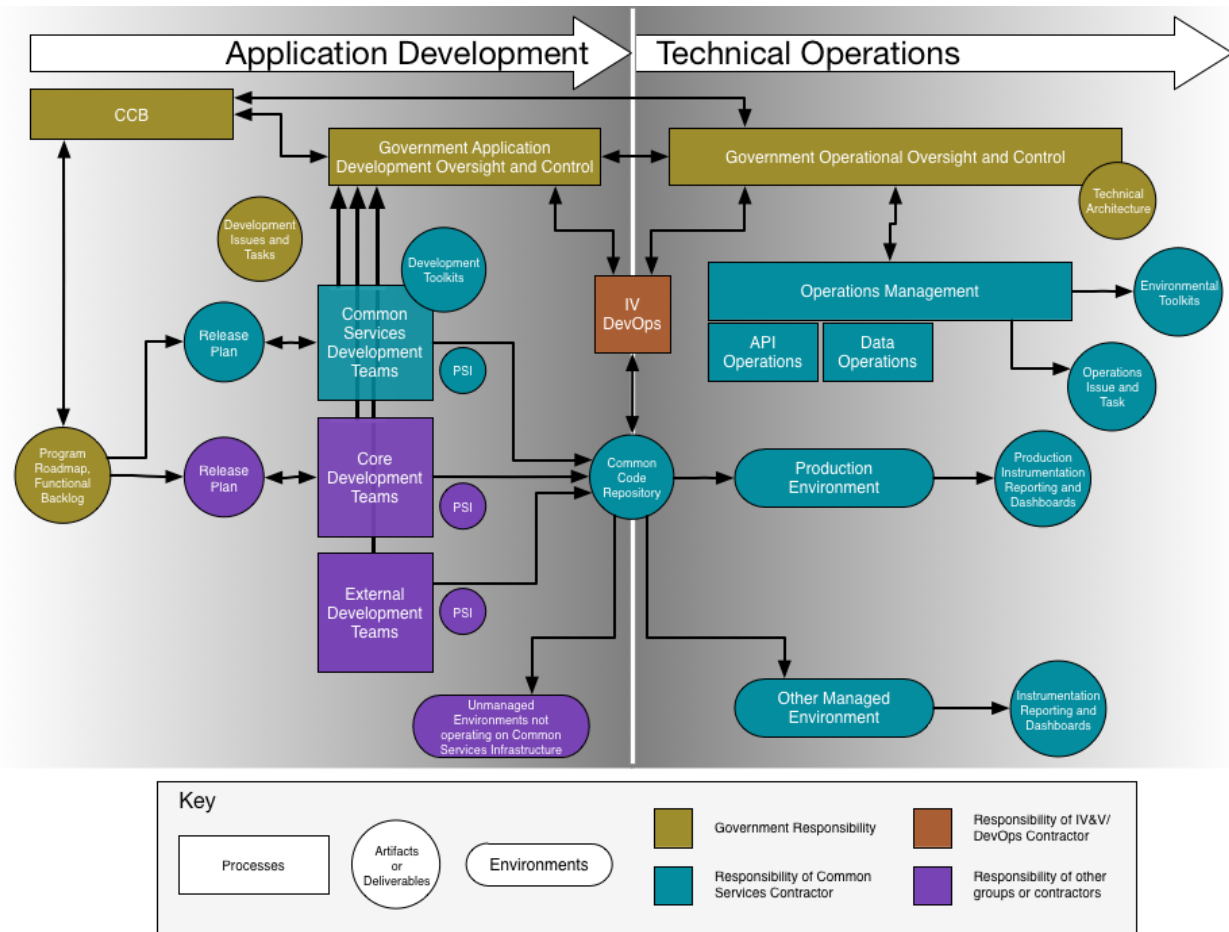 Application Development
Technical Operations
CCB
Government Application
Development Oversight and Control
Government Operational Oversight and Control
Technical
Architecture
Development
Issues and
Tasks
Development
Toolkits
Common
Services
Development
Teams
PSI
Release
Plan
IV
DevOps
Operations Management
API
Operations
Data
Operations
Environmental
Toolkits
Operations
Issue and
Task
Program
Roadmap,
Functional
Backlog
Release
Plan
Core
Development
Teams
PSI
Common
Code
Repository
Production
Environment
Production
Instrumentation
Reporting and
Dashboards
External
Development
Teams
PSI
Unmanaged
Environments not
operating on Common
Services Infrastructure
Other Managed
Environment
Instrumentation
Reporting and
Dashboards
Key
Processes
Artifacts
or
Deliverables
Environments
Government Responsibility
Responsibility of Common
Services Contractor
Responsibility of IV&V/
DevOps Contractor
Responsibility of other
groups or contractors